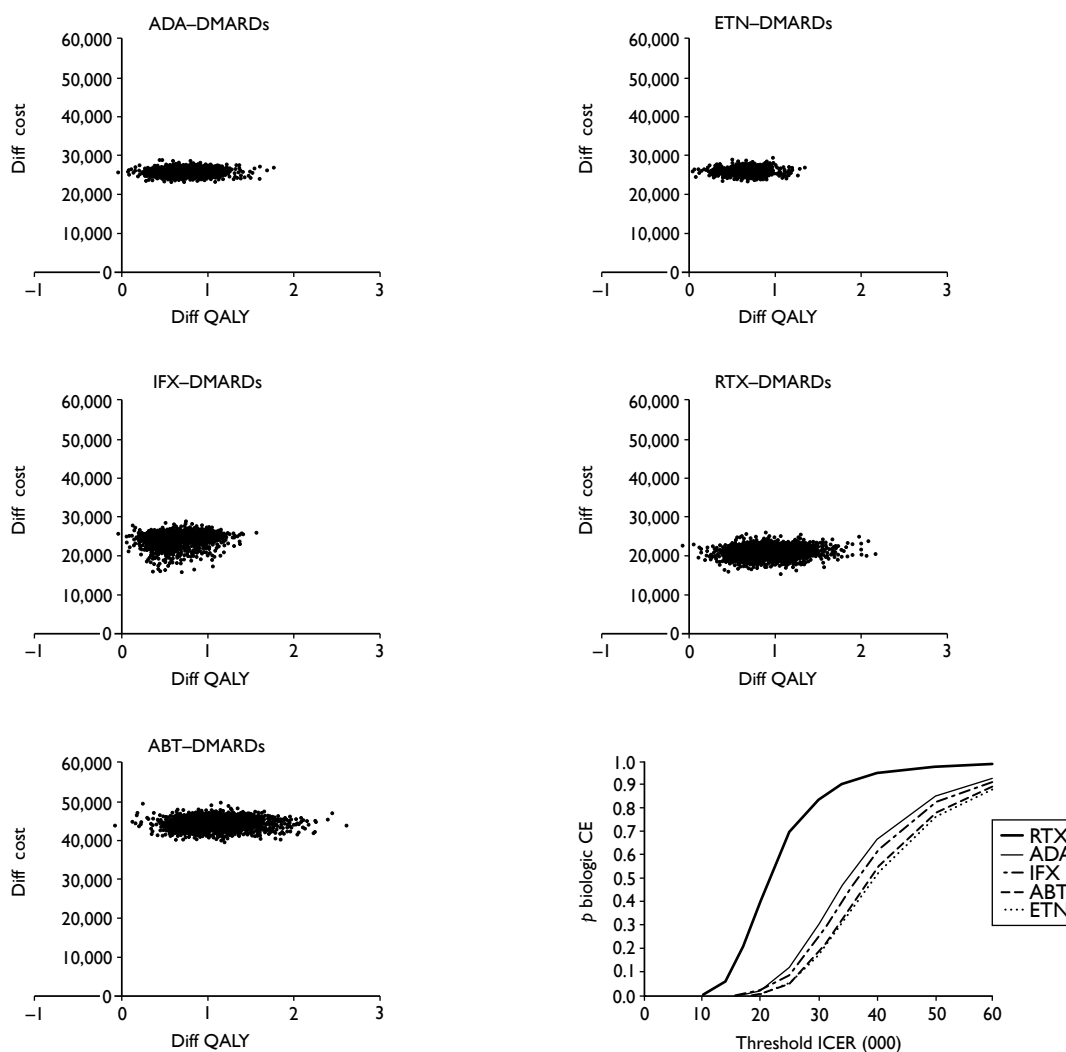 ADA–DMARDs
60,000
50,000
40,000
30,000
20,000
10,000
0
Diff cost
–1 0 1 2 3
Diff QALY
ETN–DMARDs
60,000
50,000
40,000
30,000
20,000
10,000
0
Diff cost
–1 0 1 2 3
Diff QALY
IFX–DMARDs
60,000
50,000
40,000
30,000
20,000
10,000
0
Diff cost
–1 0 1 2 3
Diff QALY
RTX–DMARDs
60,000
50,000
40,000
30,000
20,000
10,000
0
Diff cost
–1 0 1 2 3
Diff QALY
ABT–DMARDs
60,000
50,000
40,000
30,000
20,000
10,000
0
Diff cost
–1 0 1 2 3
Diff QALY
1.0
0.9
0.8
0.7
0.6
0.5
0.4
0.3
0.2
0.1
0.0
p biologic CE
0 10 20 30 40 50 60
Threshold ICER (000)
RTX
ADA
IFX
ABT
ETN